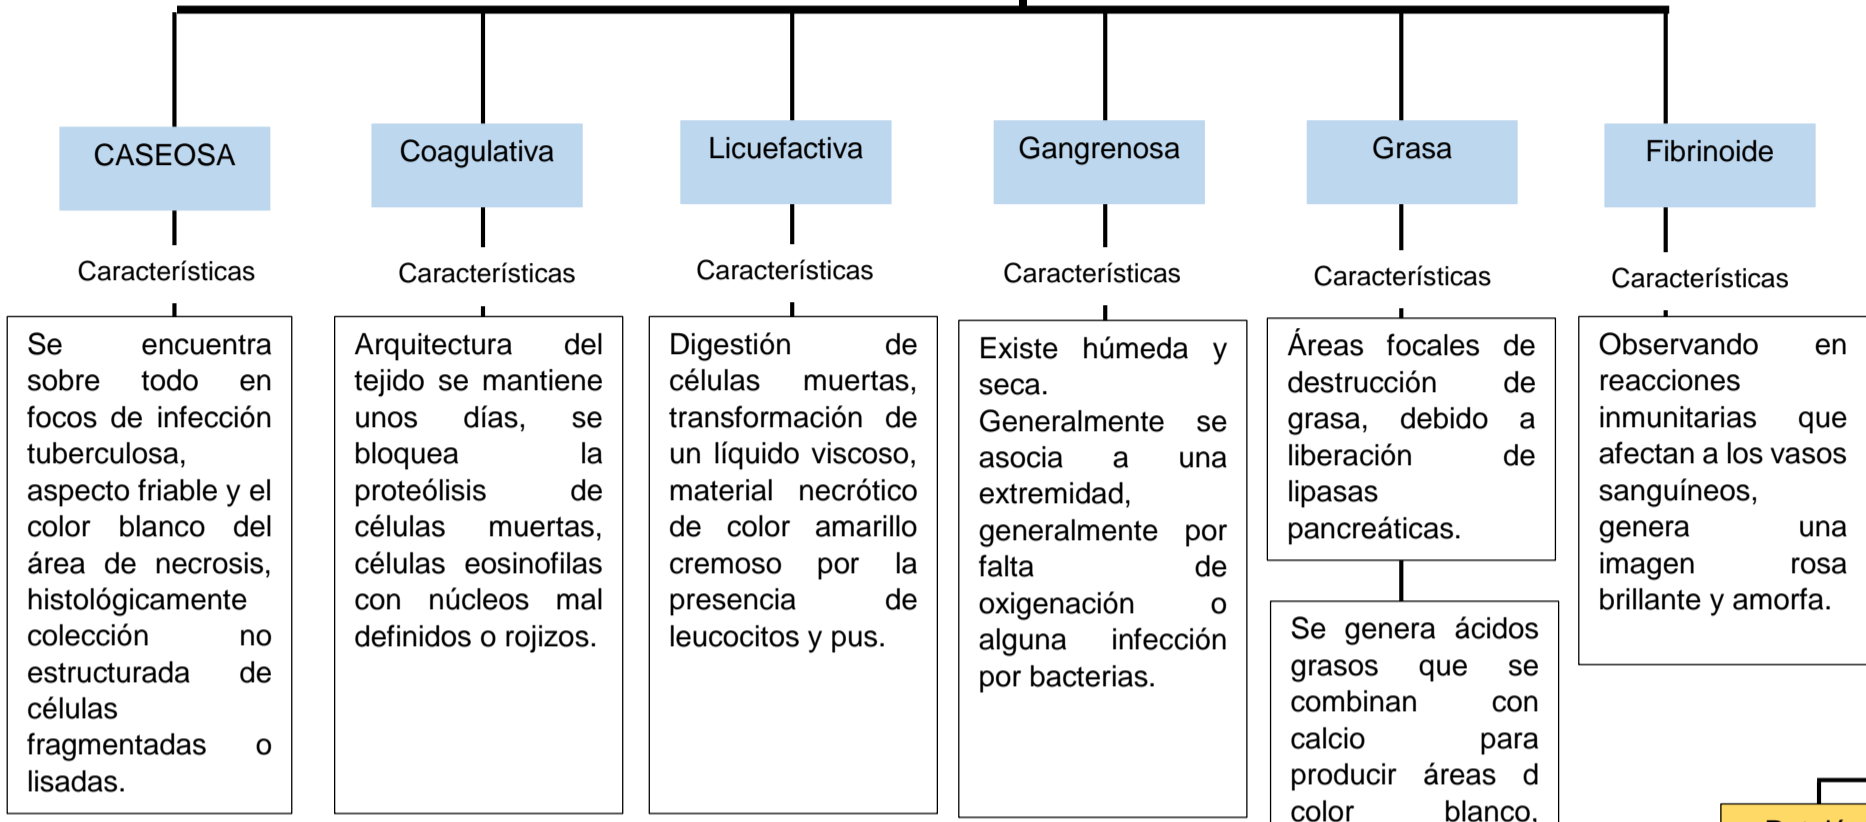 CASEOSA
Características
Se encuentra
sobre todo en
focos de infección
tuberculosa,
aspecto friable y el
color blanco del
área de necrosis,
histológicamente
colección no
estructurada de
células
fragmentadas o
lisadas.
Coagulativa
Características
Arquitectura del
tejido se mantiene
unos días, se
bloquea la
proteólisis de
células muertas,
células eosinofilas
con núcleos mal
definidos o rojizos.
Licuefactiva
Características
Digestión de
células muertas,
transformación de
un líquido viscoso,
material necrótico
de color amarillo
cremoso por la
presencia de
leucocitos y pus.
Gangrenosa
Características
Existe húmeda y
seca.
Generalmente se
asocia a una
extremidad,
generalmente por
falta de
oxigenación o
alguna infección
por bacterias.
Grasa
Características
Áreas focales de
destrucción de
grasa, debido a
liberación de
lipasas
pancreáticas.
Se genera ácidos
grasos que se
combinan con
calcio para
producir áreas d
color blanco,
Fibrinoide
Características
Observando en
reacciones
inmunitarias que
afectan a los vasos
sanguíneos,
genera una
imagen rosa
brillante y amorfa.